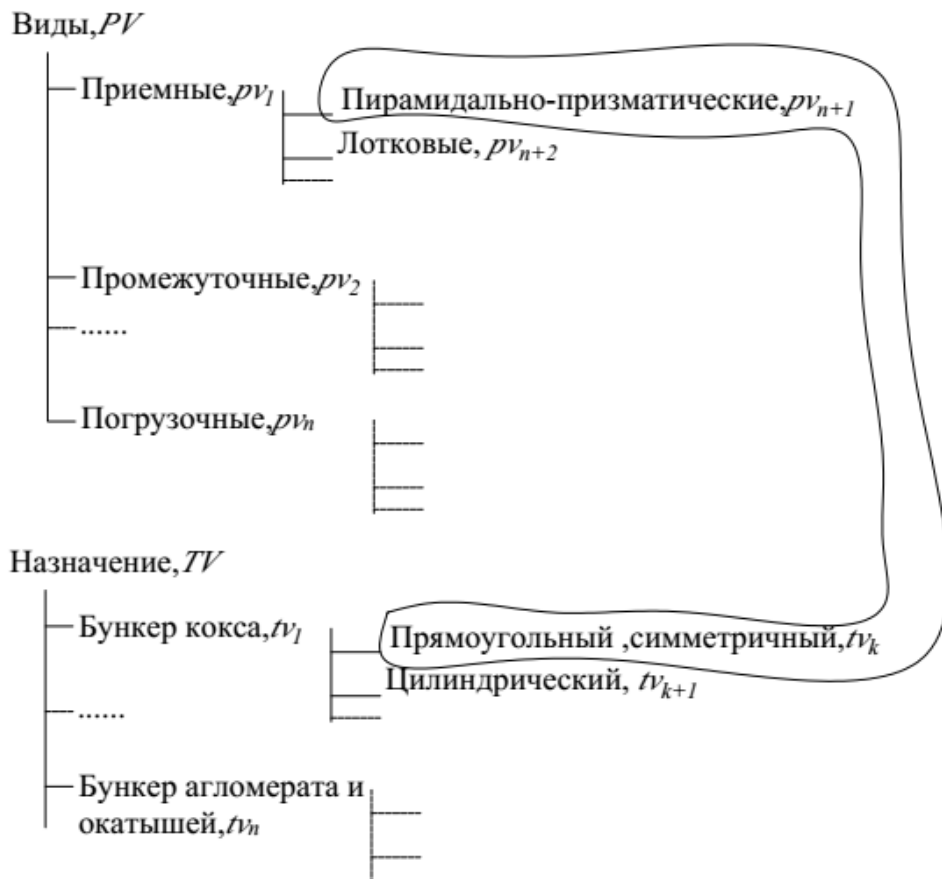 Виды,PV
Приемные,pv1
Пирамидально-призматические,pvn+1
Лотковые, pvn+2
Промежуточные,pv2
......
Погрузочные,pvn
Назначение,TV
Бункер кокса,tv1
Прямоугольный ,симметричный,tvk
Цилиндрический, tvk+1
......
Бункер агломерата и
окатышей,tvn